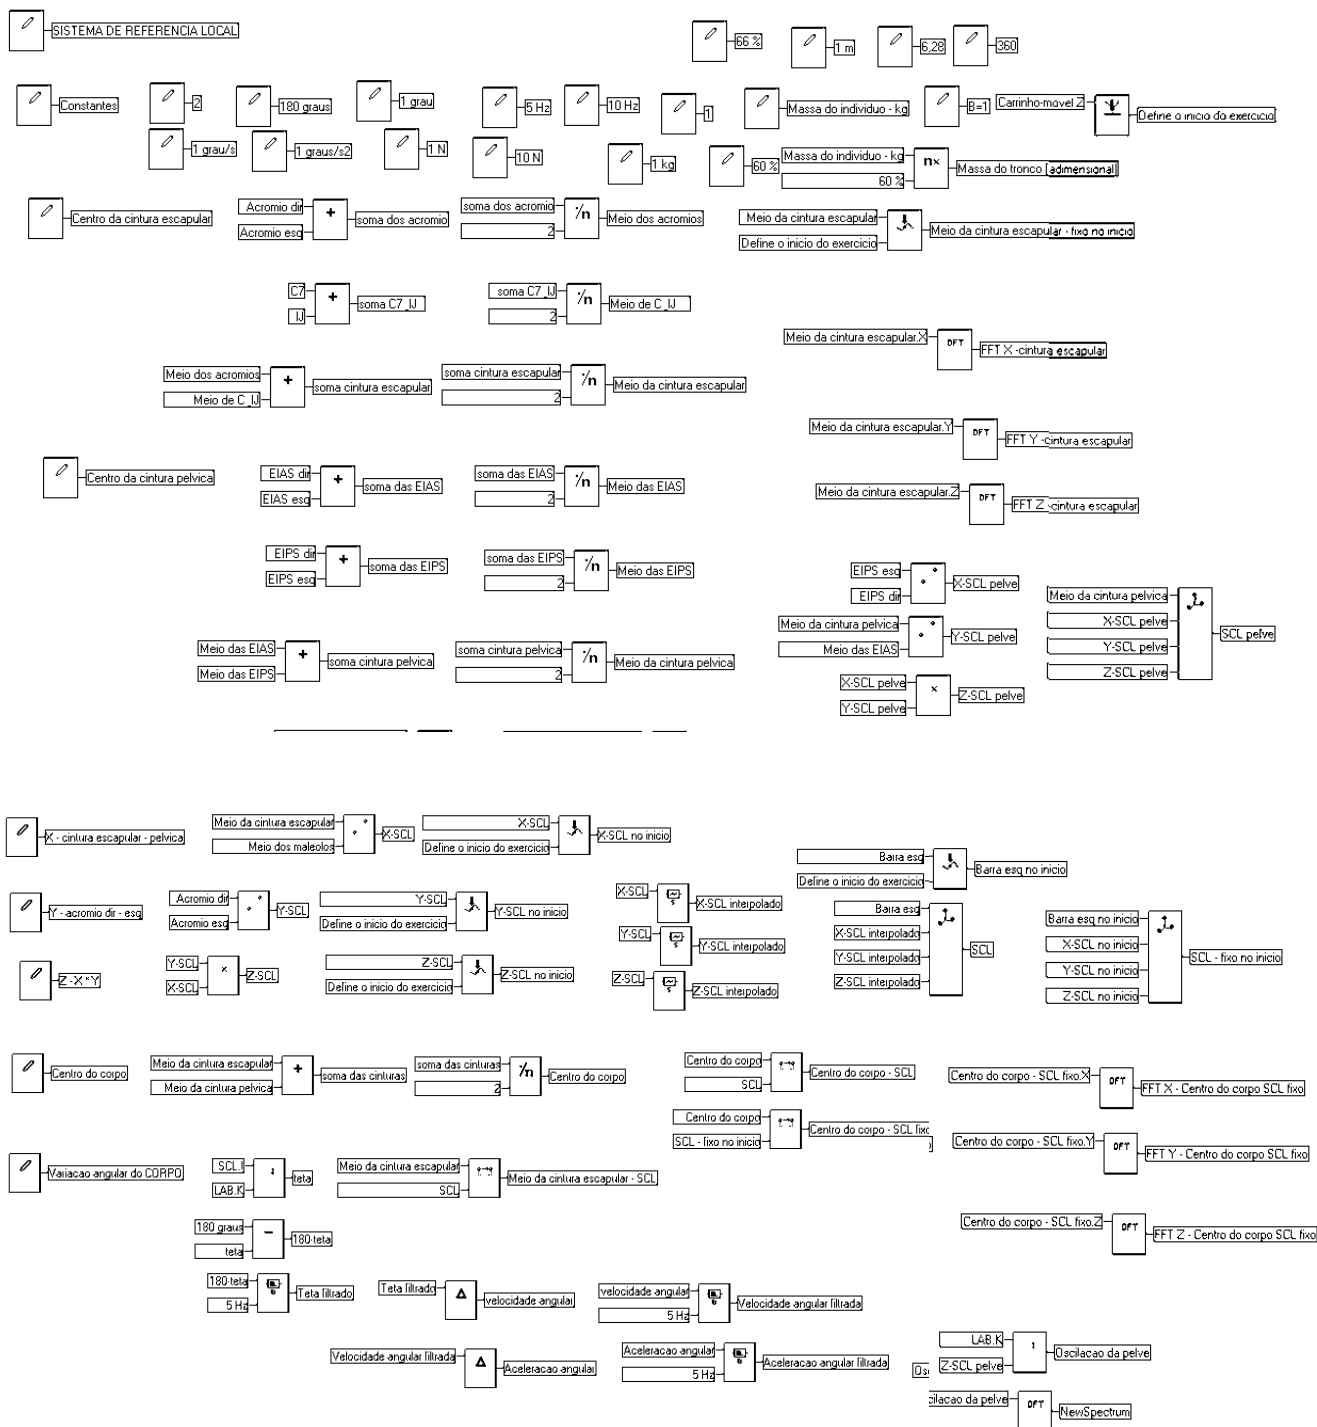 SISTEMA DE REFERENCIA LOCAL
66 %
1 m
6,28
360
Constantes
2
180 graus
1 grau
5 Hz
10 Hz
1
Massa do individuo - kg
B=1
Carrinho-movel Z
Define o inicio do exercicio
1 grau/s
1 graus/s2
1 N
10 N
1 kg
60 %
Massa do individuo - kg
60 %
n×
Massa do tronco [adimensional]
Centro da cintura escapular
Acromio dir
Acromio esq
+
soma dos acromio
soma dos acromio
2
÷/n
Meio dos acromios
Meio da cintura escapular
Define o inicio do exercicio
Meio da cintura escapular - fixo no inicio
C7
IJ
+
soma C7_IJ
soma C7_IJ
2
÷/n
Meio de C_IJ
Meio da cintura escapular.X
DFT
FFT X -cintura escapular
Meio dos acromios
Meio de C_IJ
+
soma cintura escapular
soma cintura escapular
2
÷/n
Meio da cintura escapular
Meio da cintura escapular.Y
DFT
FFT Y -cintura escapular
Centro da cintura pelvica
EIAS dir
EIAS esq
+
soma das EIAS
soma das EIAS
2
÷/n
Meio das EIAS
Meio da cintura escapular.Z
DFT
FFT Z -cintura escapular
EIPS dir
EIPS esq
+
soma das EIPS
soma das EIPS
2
÷/n
Meio das EIPS
EIPS esq
EIPS dir
X-SCL pelve
Meio da cintura pelvica
Meio das EIAS
Y-SCL pelve
Meio da cintura pelvica
X-SCL pelve
Y-SCL pelve
Z-SCL pelve
SCL pelve
Meio das EIAS
Meio das EIPS
+
soma cintura pelvica
soma cintura pelvica
2
÷/n
Meio da cintura pelvica
X-SCL pelve
Y-SCL pelve
×
Z-SCL pelve
X - cintura escapular - pelvica
Meio da cintura escapular
Meio dos maleolos
X-SCL
X-SCL
Define o inicio do exercicio
X-SCL no inicio
Barra esq
Define o inicio do exercicio
Barra esq no inicio
Y - acromio dir - esq
Acromio dir
Acromio esq
Y-SCL
Y-SCL
Define o inicio do exercicio
Y-SCL no inicio
X-SCL
X-SCL interpolado
Y-SCL
Y-SCL interpolado
Z-SCL
Z-SCL interpolado
Barra esq
X-SCL interpolado
Y-SCL interpolado
Z-SCL interpolado
SCL
Barra esq no inicio
X-SCL no inicio
Y-SCL no inicio
Z-SCL no inicio
SCL - fixo no inicio
Z - X * Y
Y-SCL
X-SCL
×
Z-SCL
Z-SCL
Define o inicio do exercicio
Z-SCL no inicio
Centro do corpo
Meio da cintura escapular
Meio da cintura pelvica
+
soma das cinturas
soma das cinturas
2
÷/n
Centro do corpo
Centro do corpo
SCL
Centro do corpo - SCL
Centro do corpo - SCL fixo.X
DFT
FFT X - Centro do corpo SCL fixo
Centro do corpo
SCL - fixo no inicio
Centro do corpo - SCL fixo
Centro do corpo - SCL fixo.Y
DFT
FFT Y - Centro do corpo SCL fixo
Variacao angular do CORPO
SCL.I
LAB.K
teta
Meio da cintura escapular
SCL
Meio da cintura escapular - SCL
180 graus
teta
−
180-teta
Centro do corpo - SCL fixo.Z
DFT
FFT Z - Centro do corpo SCL fixo
180-teta
5 Hz
Teta filtrado
Teta filtrado
Δ
velocidade angular
velocidade angular
5 Hz
Velocidade angular filtrada
Velocidade angular filtrada
Δ
Aceleracao angular
Aceleracao angular
5 Hz
Aceleracao angular filtrada
LAB.K
Z-SCL pelve
Oscilacao da pelve
Os
cilacao da pelve
DFT
NewSpectrum